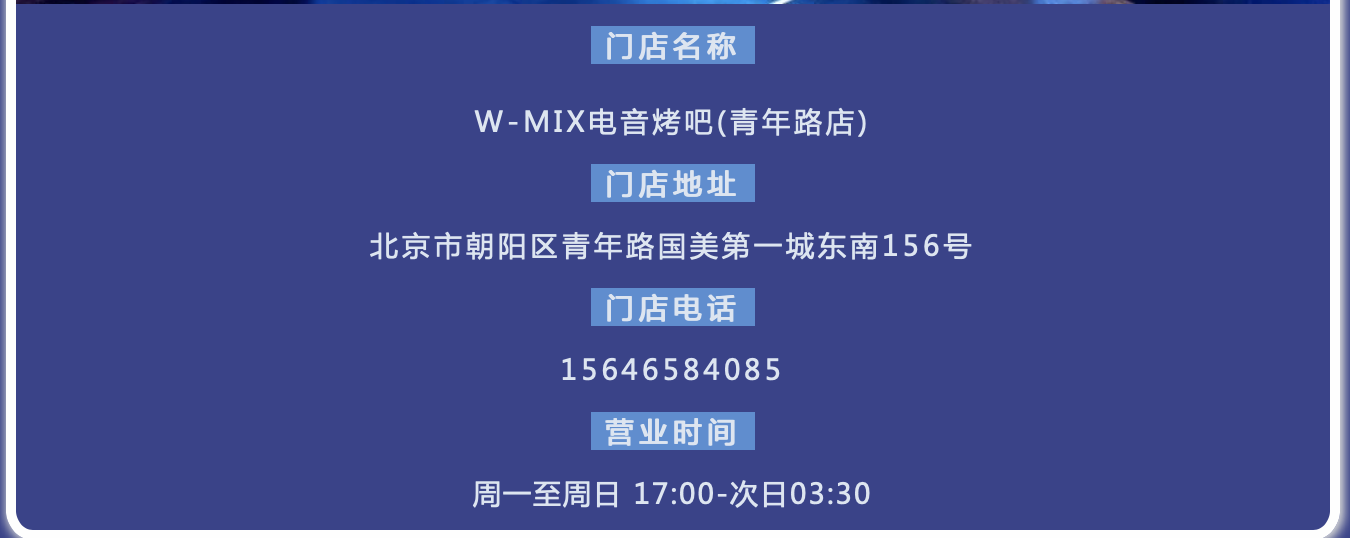 门店名称
W-MIX电音烤吧(青年路店)
门店地址
北京市朝阳区青年路国美第一城东南156号
门店电话
15646584085
营业时间
周一至周日 17:00-次日03:30